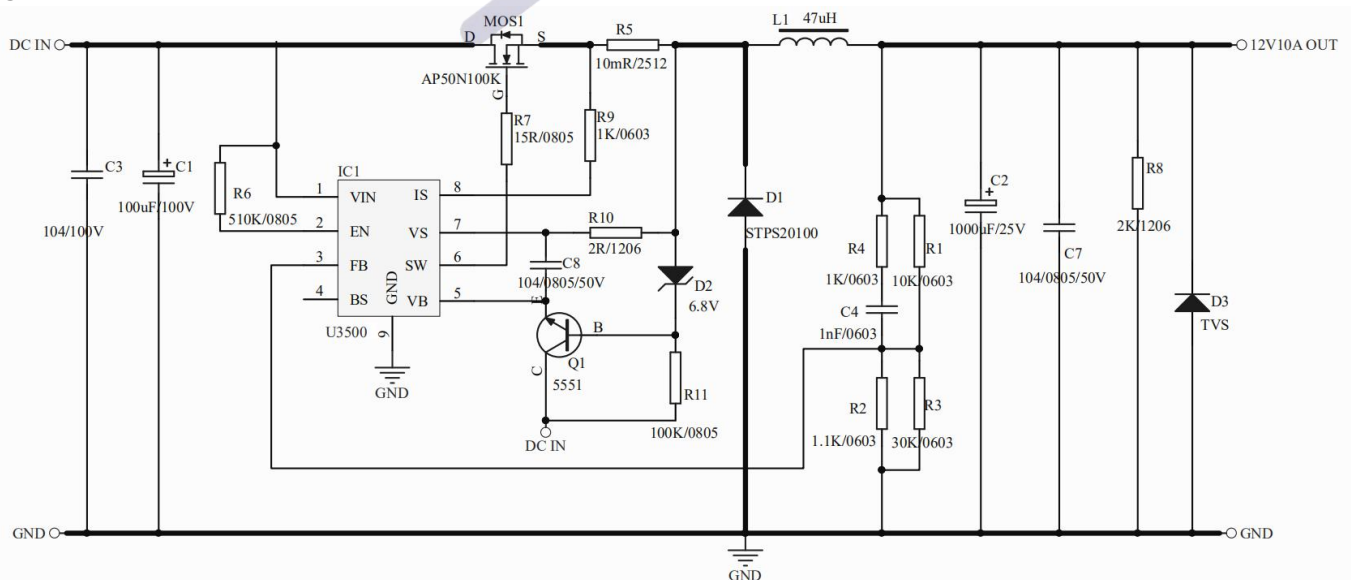 MOS1
L1 47uH
DC IN
D
S
R5
12V10A OUT
10mR/2512
AP50N100K
G
R7
15R/0805
R9
1K/0603
C3
+ C1
IC1
R6
1 VIN
IS 8
D1
C2
+
R8
100uF/100V
510K/0805
2 EN
VS 7
R10
2R/1206
STPS20100
R4
R1
1000uF/25V
2K/1206
104/100V
3 FB
SW 6
C8
104/0805/50V
D2
6.8V
1K/0603
10K/0603
C7
104/0805/50V
4 BS
GND
VB 5
E
C4
1nF/0603
D3
TVS
U3500
9
B
Q1
5551
C
GND
R11
100K/0805
R2
R3
1.1K/0603
30K/0603
DC IN
GND
GND
GND